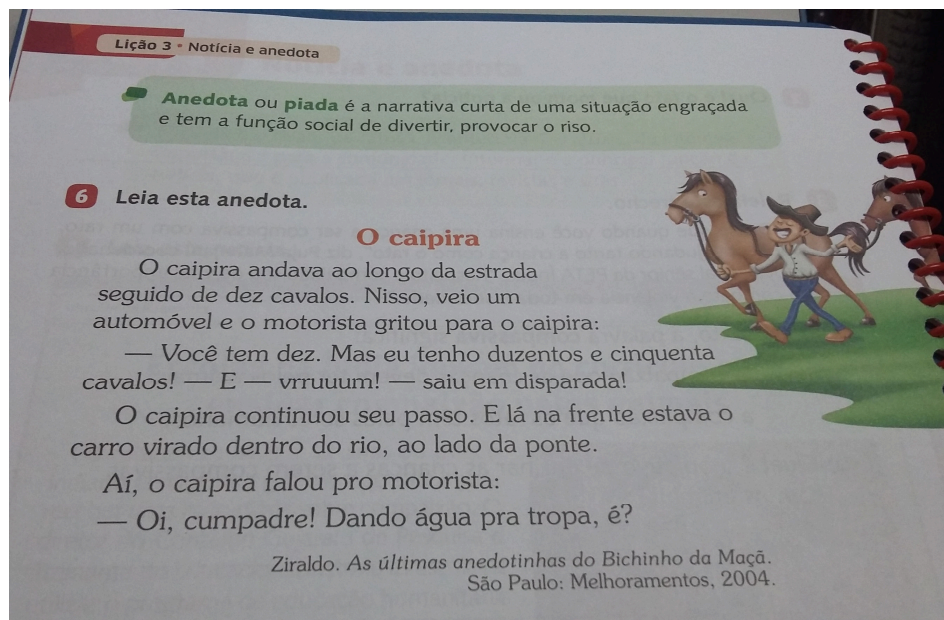 Lição 3 • Notícia e anedota
Anedota ou piada é a narrativa curta de uma situação engraçada
e tem a função social de divertir, provocar o riso.
6 Leia esta anedota.
O caipira
O caipira andava ao longo da estrada
seguido de dez cavalos. Nisso, veio um
automóvel e o motorista gritou para o caipira:
— Você tem dez. Mas eu tenho duzentos e cinquenta
cavalos! — E — vrruuum! — saiu em disparada!
O caipira continuou seu passo. E lá na frente estava o
carro virado dentro do rio, ao lado da ponte.
Aí, o caipira falou pro motorista:
— Oi, cumpadre! Dando água pra tropa, é?
Ziraldo. As últimas anedotinhas do Bichinho da Maçã.
São Paulo: Melhoramentos, 2004.